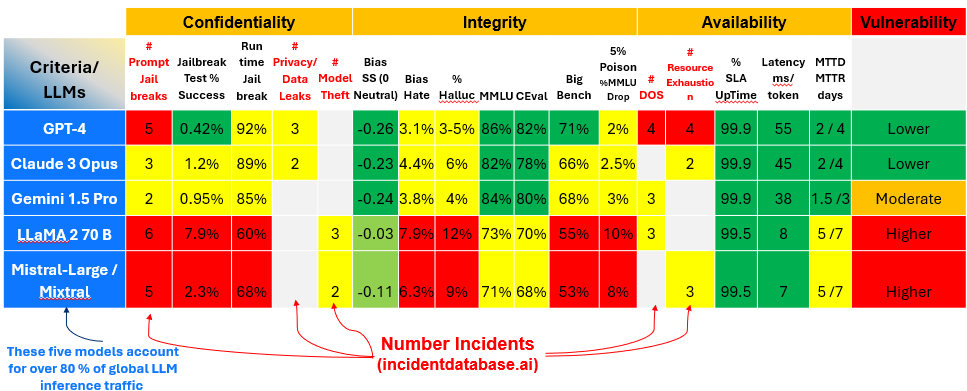 Confidentiality Integrity Availability Vulnerability
Criteria/ LLMs # Prompt Jail breaks Jailbreak Test % Success Run time Jail break # Privacy/ Data Leaks # Model Theft Bias SS (0 Neutral) Bias Hate % Halluc MMLU CEval Big Bench 5% Poison %MMLU Drop # DOS # Resource Exhaustio n % SLA UpTime Latency ms/ token MTTD MTTR days
GPT-4 5 0.42% 92% 3 -0.26 3.1% 3-5% 86% 82% 71% 2% 4 4 99.9 55 2 / 4 Lower
Claude 3 Opus 3 1.2% 89% 2 -0.23 4.4% 6% 82% 78% 66% 2.5% 2 99.9 45 2 /4 Lower
Gemini 1.5 Pro 2 0.95% 85% -0.24 3.8% 4% 84% 80% 68% 3% 3 99.9 38 1.5 /3 Moderate
LLaMA 2 70 B 6 7.9% 60% 3 -0.03 7.9% 12% 73% 70% 55% 10% 3 99.5 8 5 /7 Higher
Mistral-Large / Mixtral 5 2.3% 68% 2 -0.11 6.3% 9% 71% 68% 53% 8% 3 99.5 7 5 /7 Higher
Number Incidents
(incidentdatabase.ai)
These five models account
for over 80 % of global LLM
inference traffic